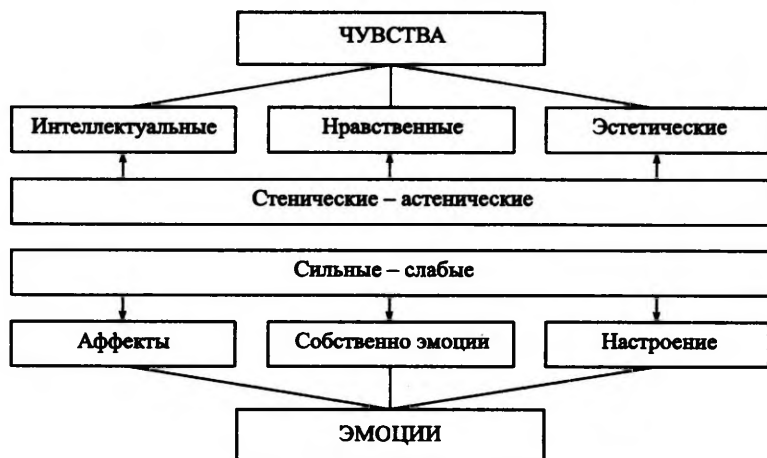 ЧУВСТВА
Интеллектуальные
Нравственные
Эстетические
Стенические – астенические
Сильные – слабые
Аффекты
Собственно эмоции
Настроение
ЭМОЦИИ